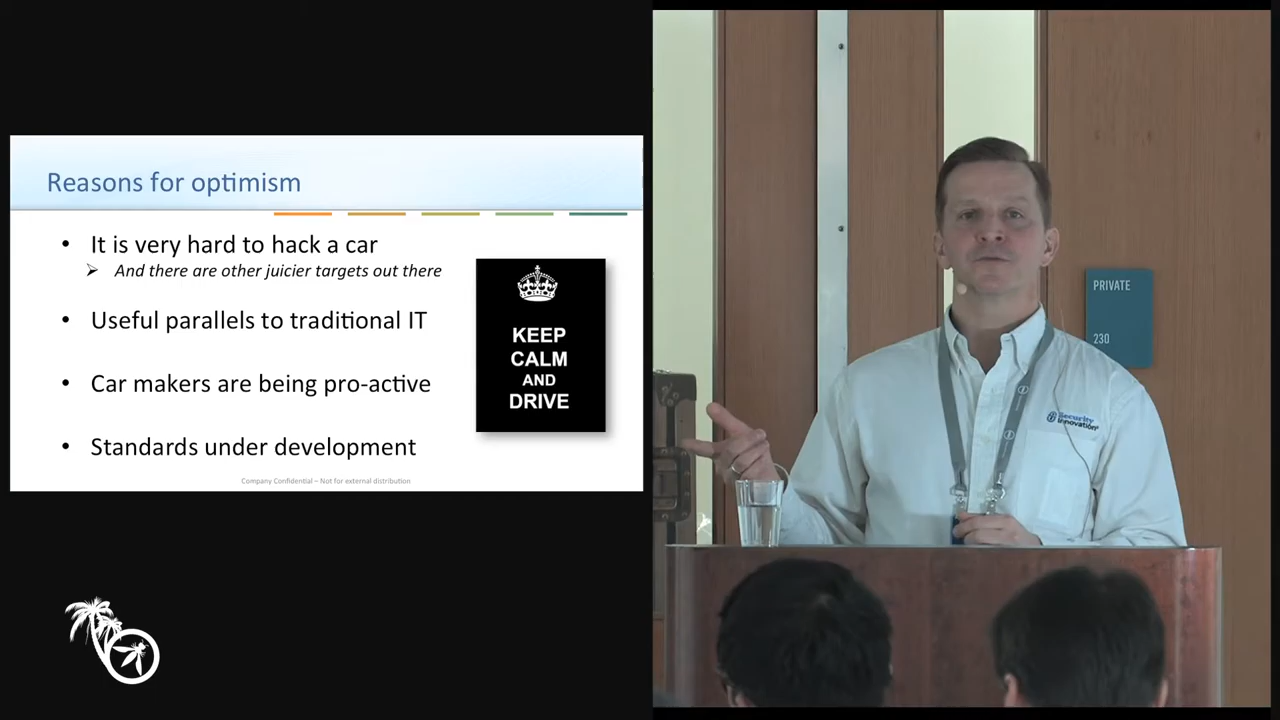 Reasons for optimism
• It is very hard to hack a car
➢ And there are other juicier targets out there
• Useful parallels to traditional IT
• Car makers are being pro-active
• Standards under development
KEEP
CALM
AND
DRIVE
Company Confidential – Not for external distribution
PRIVATE
230
Security
Innovation